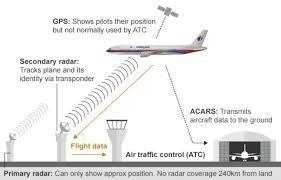 GPS: Shows pilots their position
but not normally used by ATC
Secondary radar:
Tracks plane and its
identity via transponder
ACARS: Transmits
aircraft data to the ground
Flight data
Air traffic control (ATC)
Primary radar: Can only show approx position. No radar coverage 240km from land